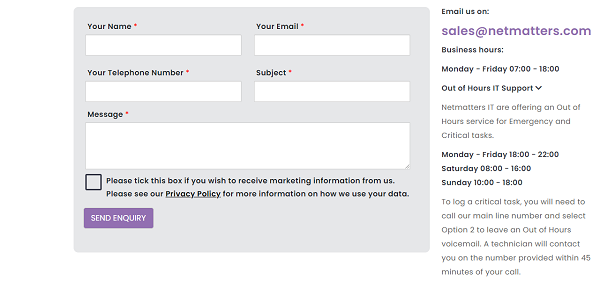 Your Name *
Your Email *
Your Telephone Number *
Subject *
Message *
Please tick this box if you wish to receive marketing information from us.
Please see our Privacy Policy for more information on how we use your data.
SEND ENQUIRY
Email us on:
sales@netmatters.com
Business hours:
Monday - Friday 07:00 - 18:00
Out of Hours IT Support
Netmatters IT are offering an Out of
Hours service for Emergency and
Critical tasks.
Monday - Friday 18:00 - 22:00
Saturday 08:00 - 16:00
Sunday 10:00 - 18:00
To log a critical task, you will need to
call our main line number and select
Option 2 to leave an Out of Hours
voicemail. A technician will contact
you on the number provided within 45
minutes of your call.